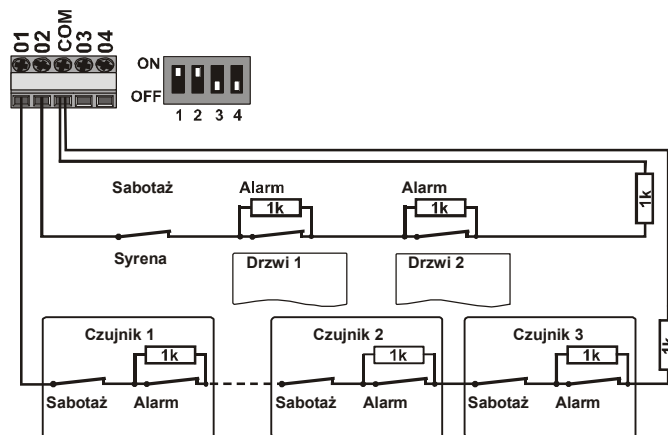 01 02 COM 03 04
ON
OFF
1 2 3 4
Sabotaż
Alarm
Alarm
1k
1k
1k
Syrena
Drzwi 1
Drzwi 2
Czujnik 1
Czujnik 2
Czujnik 3
1k
1k
1k
1k
Sabotaż
Alarm
Sabotaż
Alarm
Sabotaż
Alarm